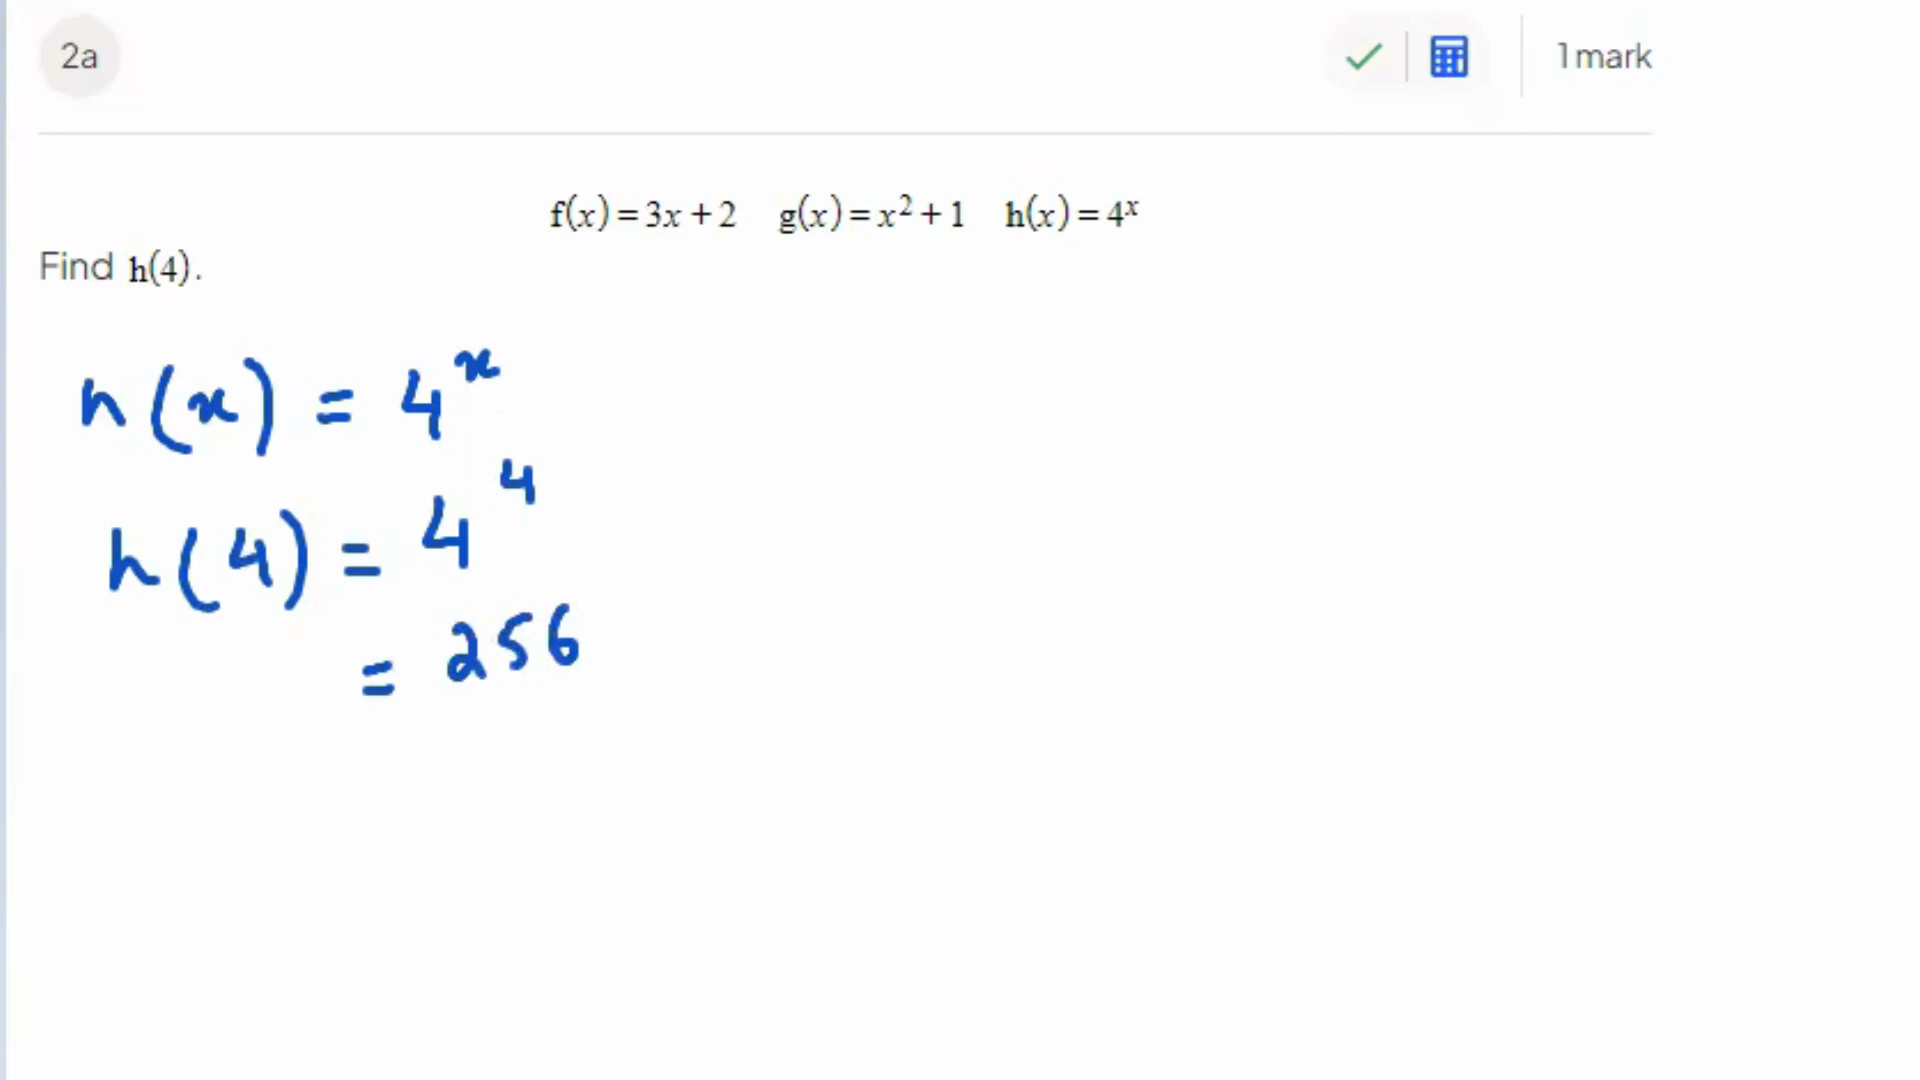 2a 1 mark
f(x) = 3x + 2 g(x) = x² + 1 h(x) = 4ˣ
Find h(4).
h(x) = 4ˣ
h(4) = 4⁴
= 256